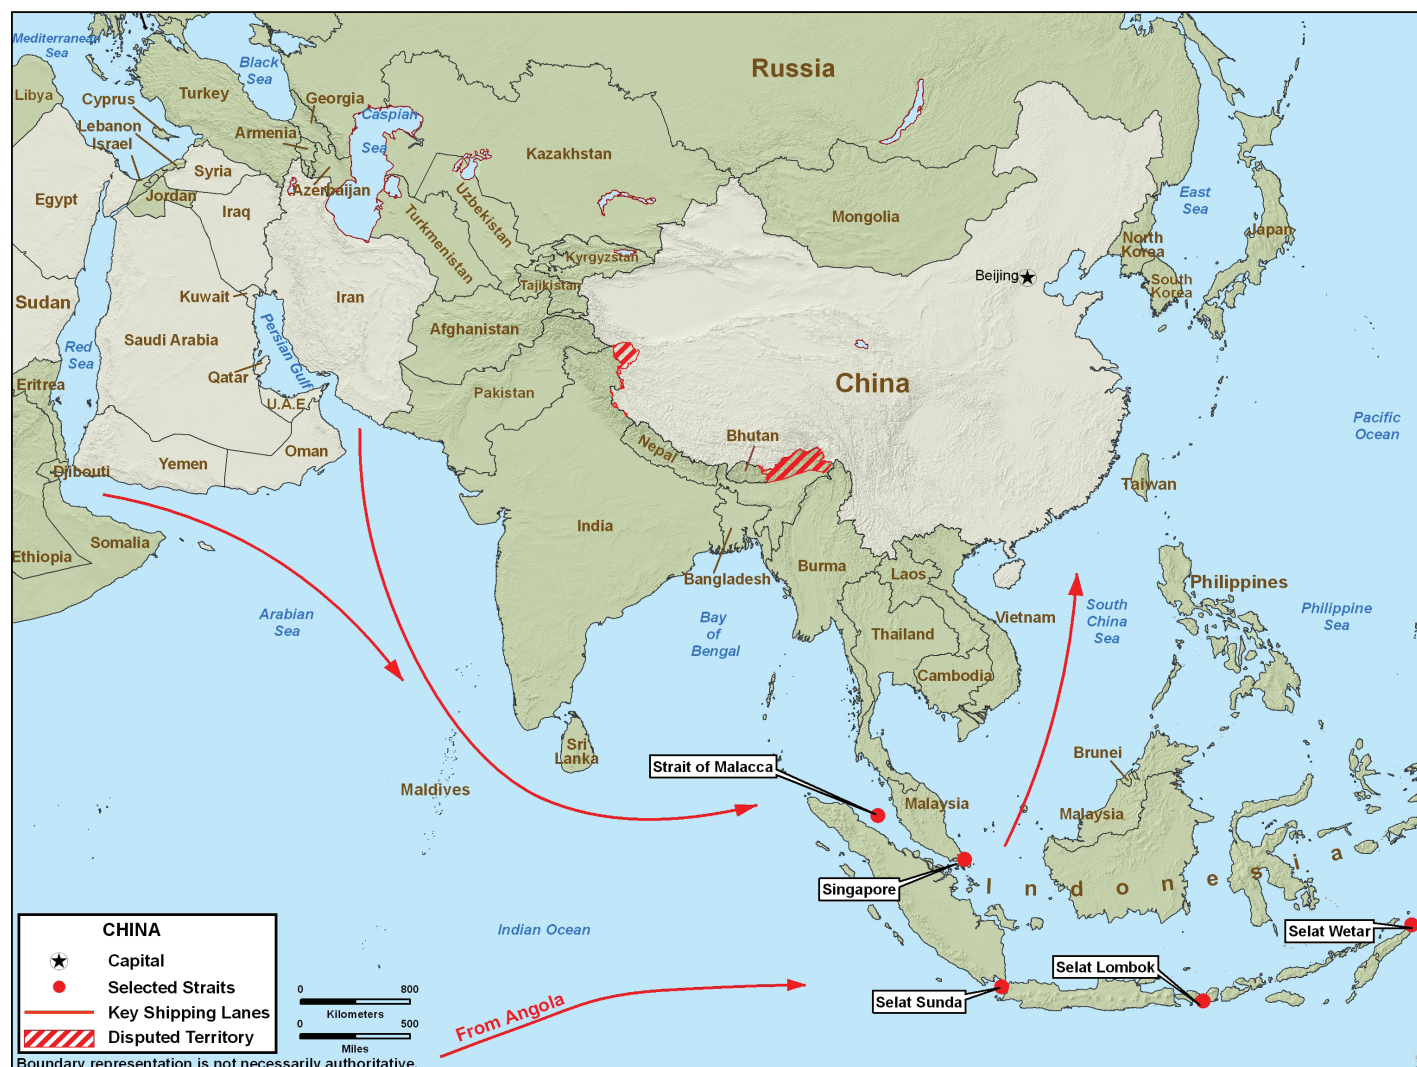 Mediterranean
Sea
Black
Sea
Russia
Libya
Cyprus
Turkey
Georgia
Caspian
Sea
Lebanon
Israel
Armenia
Kazakhstan
Syria
Azerbaijan
Egypt
Jordan
Iraq
Uzbekistan
Turkmenistan
Mongolia
East
Sea
Japan
North
Korea
South
Korea
Kyrgyzstan
Tajikistan
Beijing
Sudan
Kuwait
Iran
Afghanistan
Saudi Arabia
Persian Gulf
Red
Sea
Qatar
Eritrea
U.A.E.
Pakistan
China
Pacific
Ocean
Nepal
Bhutan
Oman
Yemen
Djibouti
Taiwan
India
Somalia
Ethiopia
Bangladesh
Burma
Laos
Philippines
Arabian
Sea
Bay
of
Bengal
Vietnam
South
China
Sea
Philippine
Sea
Thailand
Cambodia
Sri
Lanka
Maldives
Strait of Malacca
Malaysia
Brunei
Malaysia
Singapore
Indonesia
Indian Ocean
Selat Wetar
Selat Lombok
Selat Sunda
From Angola
CHINA
Capital
Selected Straits
Key Shipping Lanes
Disputed Territory
0 800
Kilometers
0 500
Miles
Boundary representation is not necessarily authoritative.